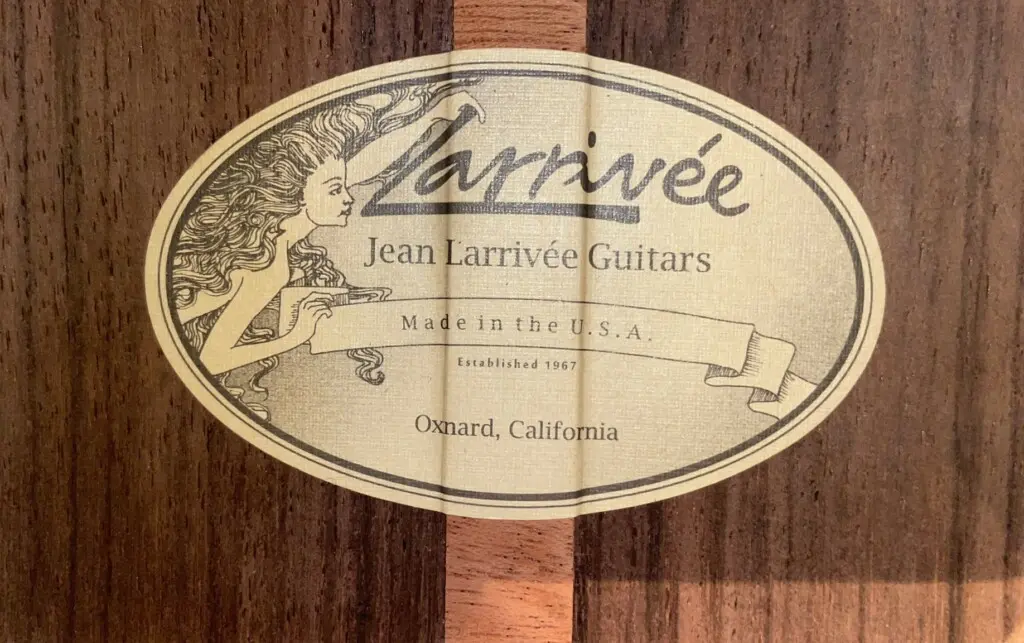 Larrivée
Jean Larrivée Guitars
Made in the U.S.A.
Established 1967
Oxnard, California